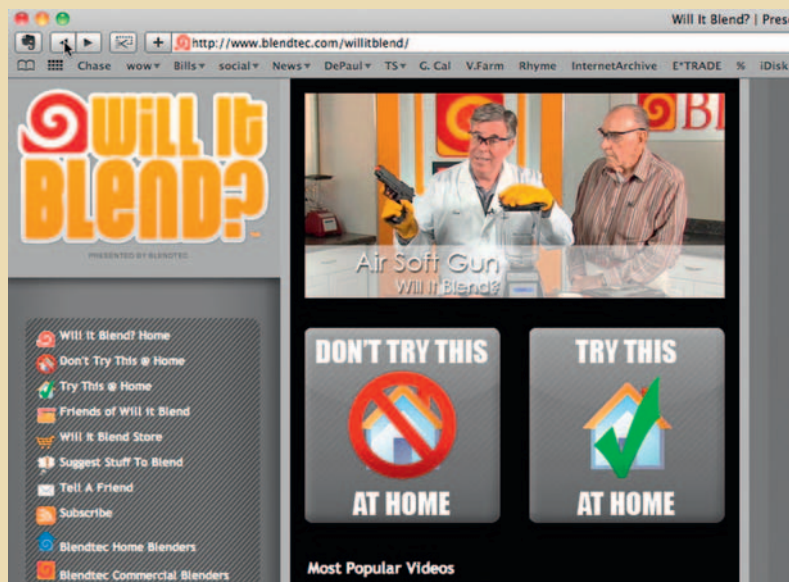 Will It Blend? | Pres
http://www.blendtec.com/willitblend/
Chase wow Bills social News DePaul TS G. Cal V.Farm Rhyme InternetArchive E*TRADE % iDisk
Will It
Blend?
PRESENTED BY BLENDTEC
Bl
Air Soft Gun
Will It Blend?
Will It Blend? Home
Don't Try This @ Home
Try This @ Home
Friends of Will it Blend
Will It Blend Store
Suggest Stuff To Blend
Tell A Friend
Subscribe
Blendtec Home Blenders
Blendtec Commercial Blenders
DON'T TRY THIS
AT HOME
TRY THIS
AT HOME
Most Popular Videos